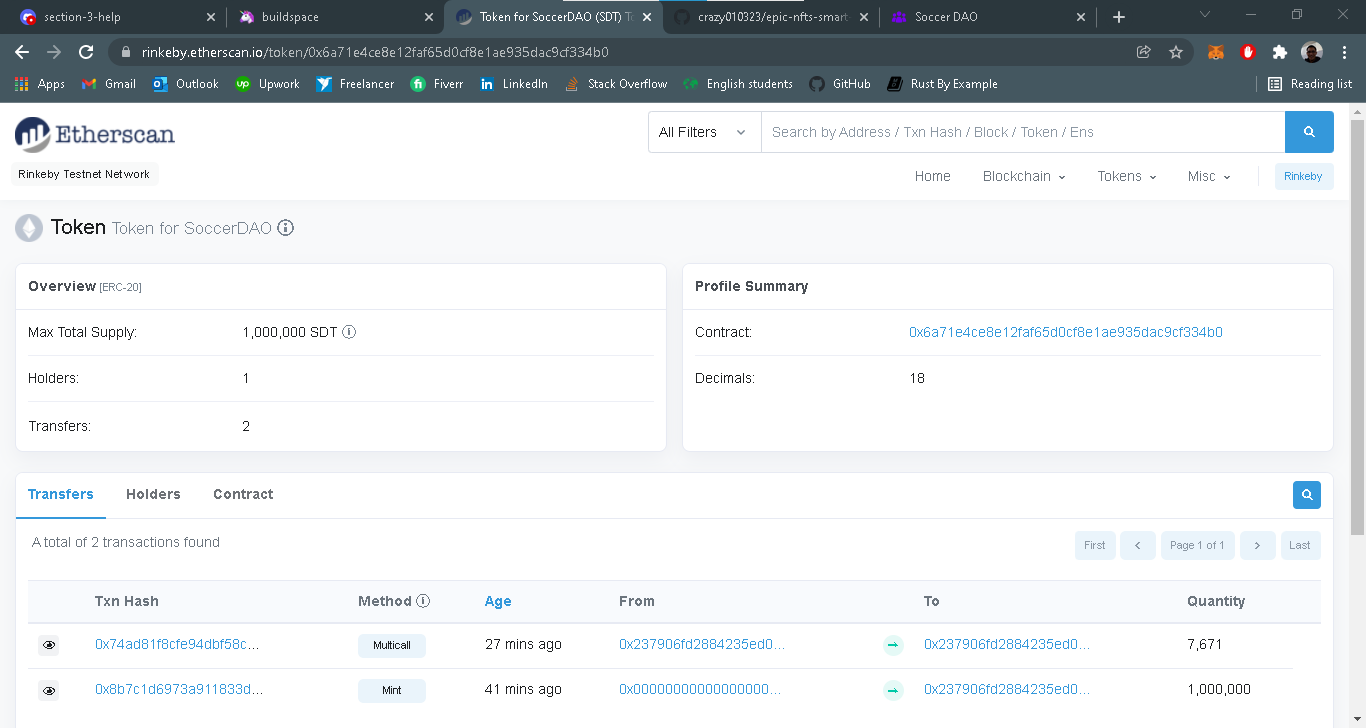 section-3-help
buildspace
Token for SoccerDAO (SDT) To
crazy010323/epic-nfts-smart
Soccer DAO
rinkeby.etherscan.io/token/0x6a71e4ce8e12faf65d0cf8e1ae935dac9cf334b0
Apps Gmail Outlook Upwork Freelancer Fiverr LinkedIn Stack Overflow English students GitHub Rust By Example Reading list
Etherscan
All Filters
Search by Address / Txn Hash / Block / Token / Ens
Rinkeby Testnet Network
Home Blockchain Tokens Misc Rinkeby
Token Token for SoccerDAO
Overview [ERC-20]
Max Total Supply: 1,000,000 SDT
Holders: 1
Transfers: 2
Profile Summary
Contract: 0x6a71e4ce8e12faf65d0cf8e1ae935dac9cf334b0
Decimals: 18
Transfers Holders Contract
A total of 2 transactions found
First Page 1 of 1 Last
Txn Hash Method Age From To Quantity
0x74ad81f8cfe94dbf58c... Multicall 27 mins ago 0x237906fd2884235ed0... 0x237906fd2884235ed0... 7,671
0x8b7c1d6973a911833d... Mint 41 mins ago 0x00000000000000000... 0x237906fd2884235ed0... 1,000,000